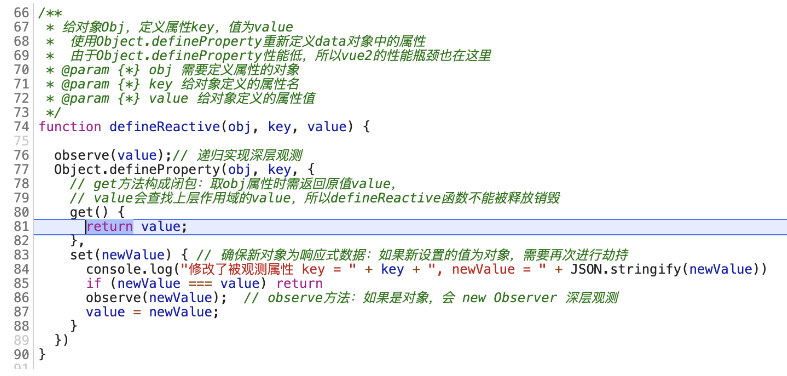 66 /**
67  * 给对象Obj，定义属性key，值为value
68  *  使用Object.defineProperty重新定义data对象中的属性
69  *  由于Object.defineProperty性能低，所以vue2的性能瓶颈也在这里
70  * @param {*} obj 需要定义属性的对象
71  * @param {*} key 给对象定义的属性名
72  * @param {*} value 给对象定义的属性值
73  */
74 function defineReactive(obj, key, value) {
75
76   observe(value);// 递归实现深层观测
77   Object.defineProperty(obj, key, {
78     // get方法构成闭包：取obj属性时需返回原值value，
79     // value会查找上层作用域的value，所以defineReactive函数不能被释放销毁
80     get() {
81       return value;
82     },
83     set(newValue) { // 确保新对象为响应式数据：如果新设置的值为对象，需要再次进行劫持
84       console.log("修改了被观测属性 key = " + key + ", newValue = " + JSON.stringify(newValue))
85       if (newValue === value) return
86       observe(newValue);  // observe方法：如果是对象，会 new Observer 深层观测
87       value = newValue;
88     }
89   })
90 }
91